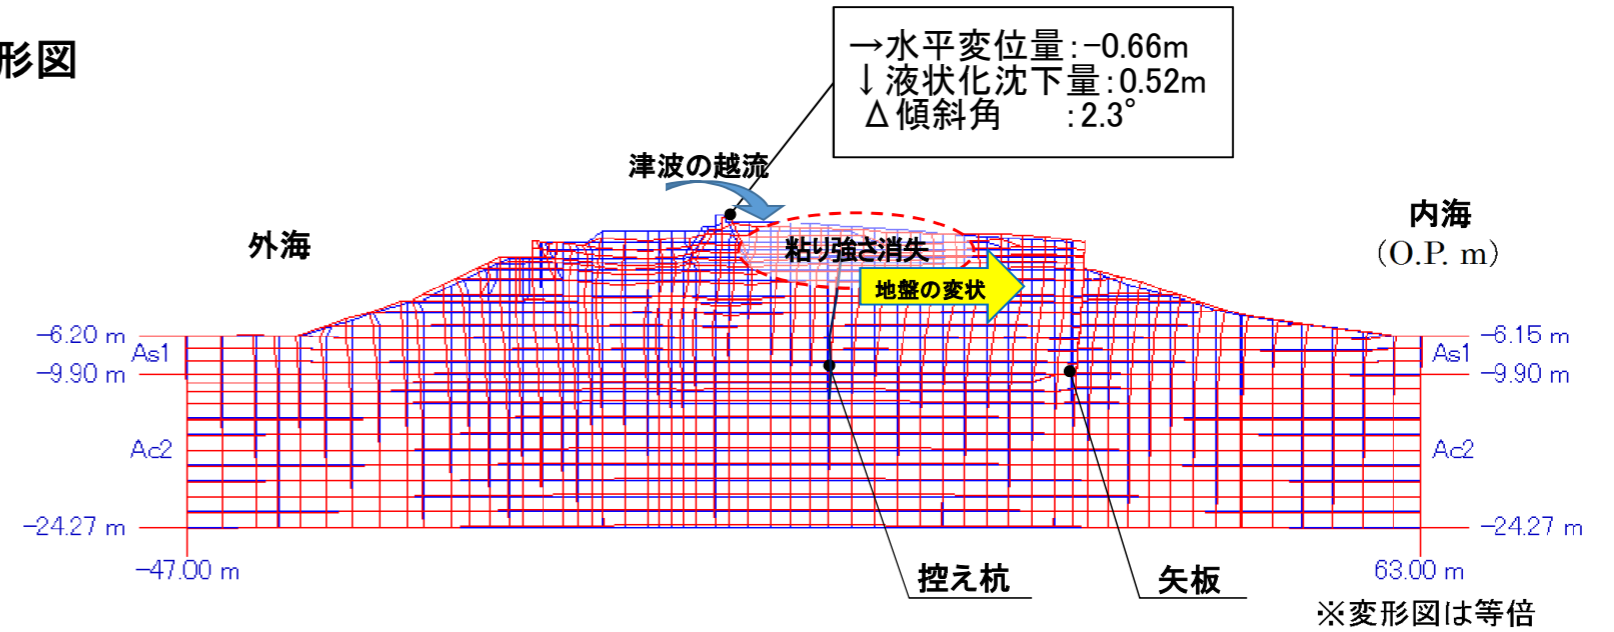 形図
→水平変位量:-0.66m
↓液状化沈下量:0.52m
Δ傾斜角 :2.3°
津波の越流
外海
内海
(O.P. m)
粘り強さ消失
地盤の変状
-6.20 m
As1
-9.90 m
Ac2
-24.27 m
-47.00 m
-6.15 m
As1
-9.90 m
Ac2
-24.27 m
63.00 m
控え杭
矢板
※変形図は等倍